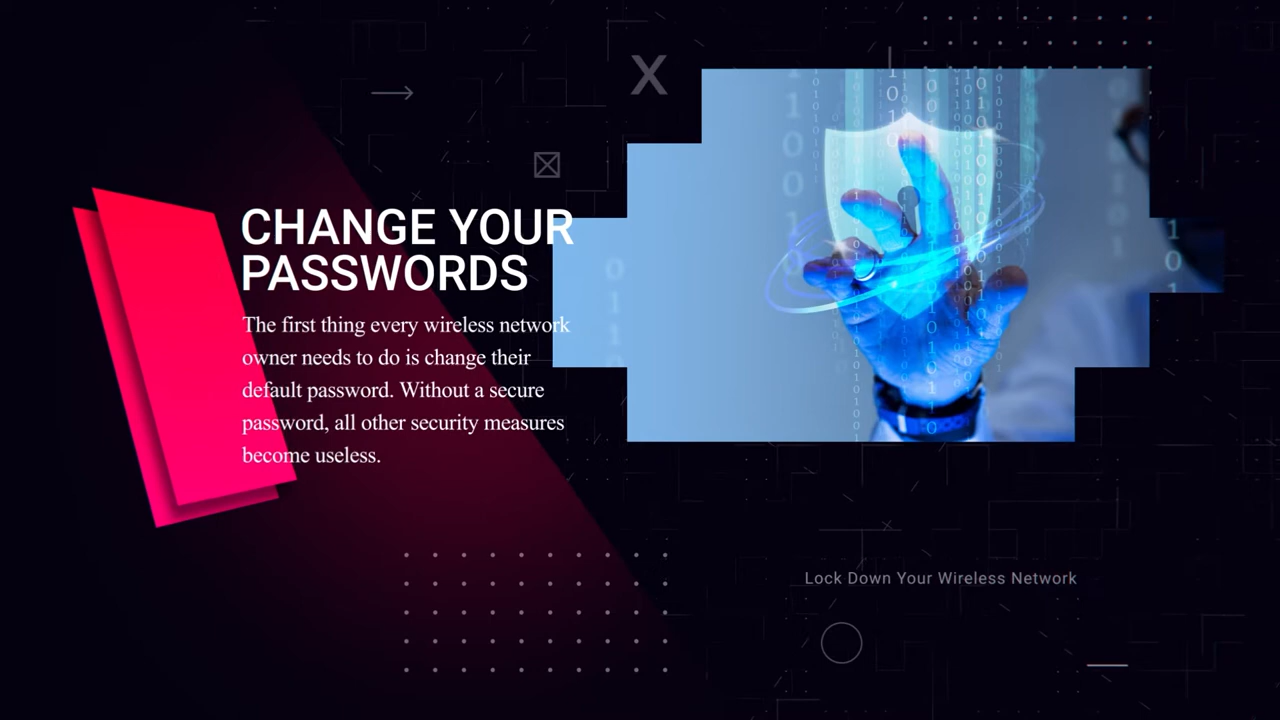 CHANGE YOUR
PASSWORDS
The first thing every wireless network
owner needs to do is change their
default password. Without a secure
password, all other security measures
become useless.
Lock Down Your Wireless Network